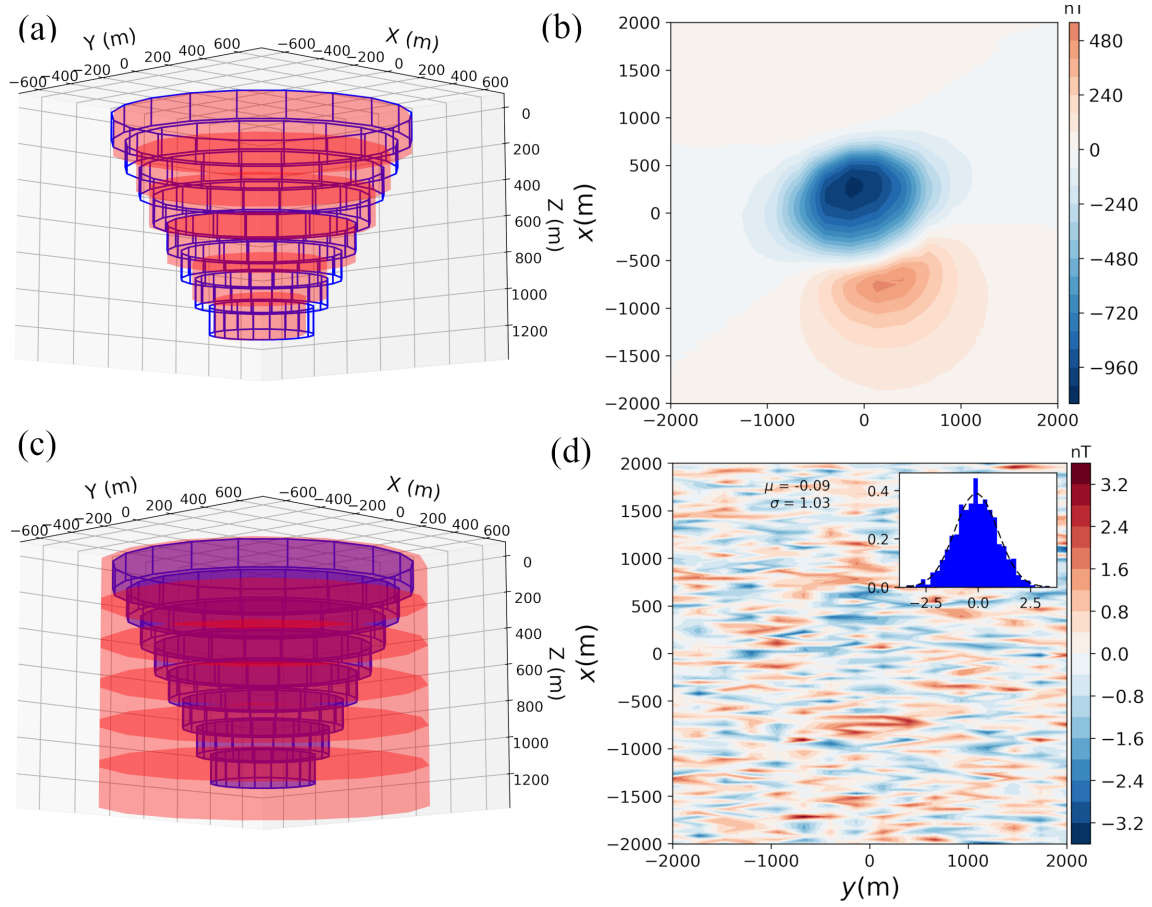 (a)
Y (m)
X (m)
−600 −400 −200 0 200 400 600
−600 −400 −200 0 200 400 600
0
200
400
600
800
1000
1200
Z (m)
(b)
nT
2000
1500
1000
500
0
−500
−1000
−1500
−2000
x(m)
−2000 −1000 0 1000 2000
480
240
0
−240
−480
−720
−960
(c)
Y (m)
X (m)
−600 −400 −200 0 200 400 600
−600 −400 −200 0 200 400 600
0
200
400
600
800
1000
1200
Z (m)
(d)
nT
2000
1500
1000
500
0
−500
−1000
−1500
−2000
x(m)
μ = -0.09
σ = 1.03
0.4
0.2
0.0
−2.5 0.0 2.5
−2000 −1000 0 1000 2000
y(m)
3.2
2.4
1.6
0.8
0.0
−0.8
−1.6
−2.4
−3.2